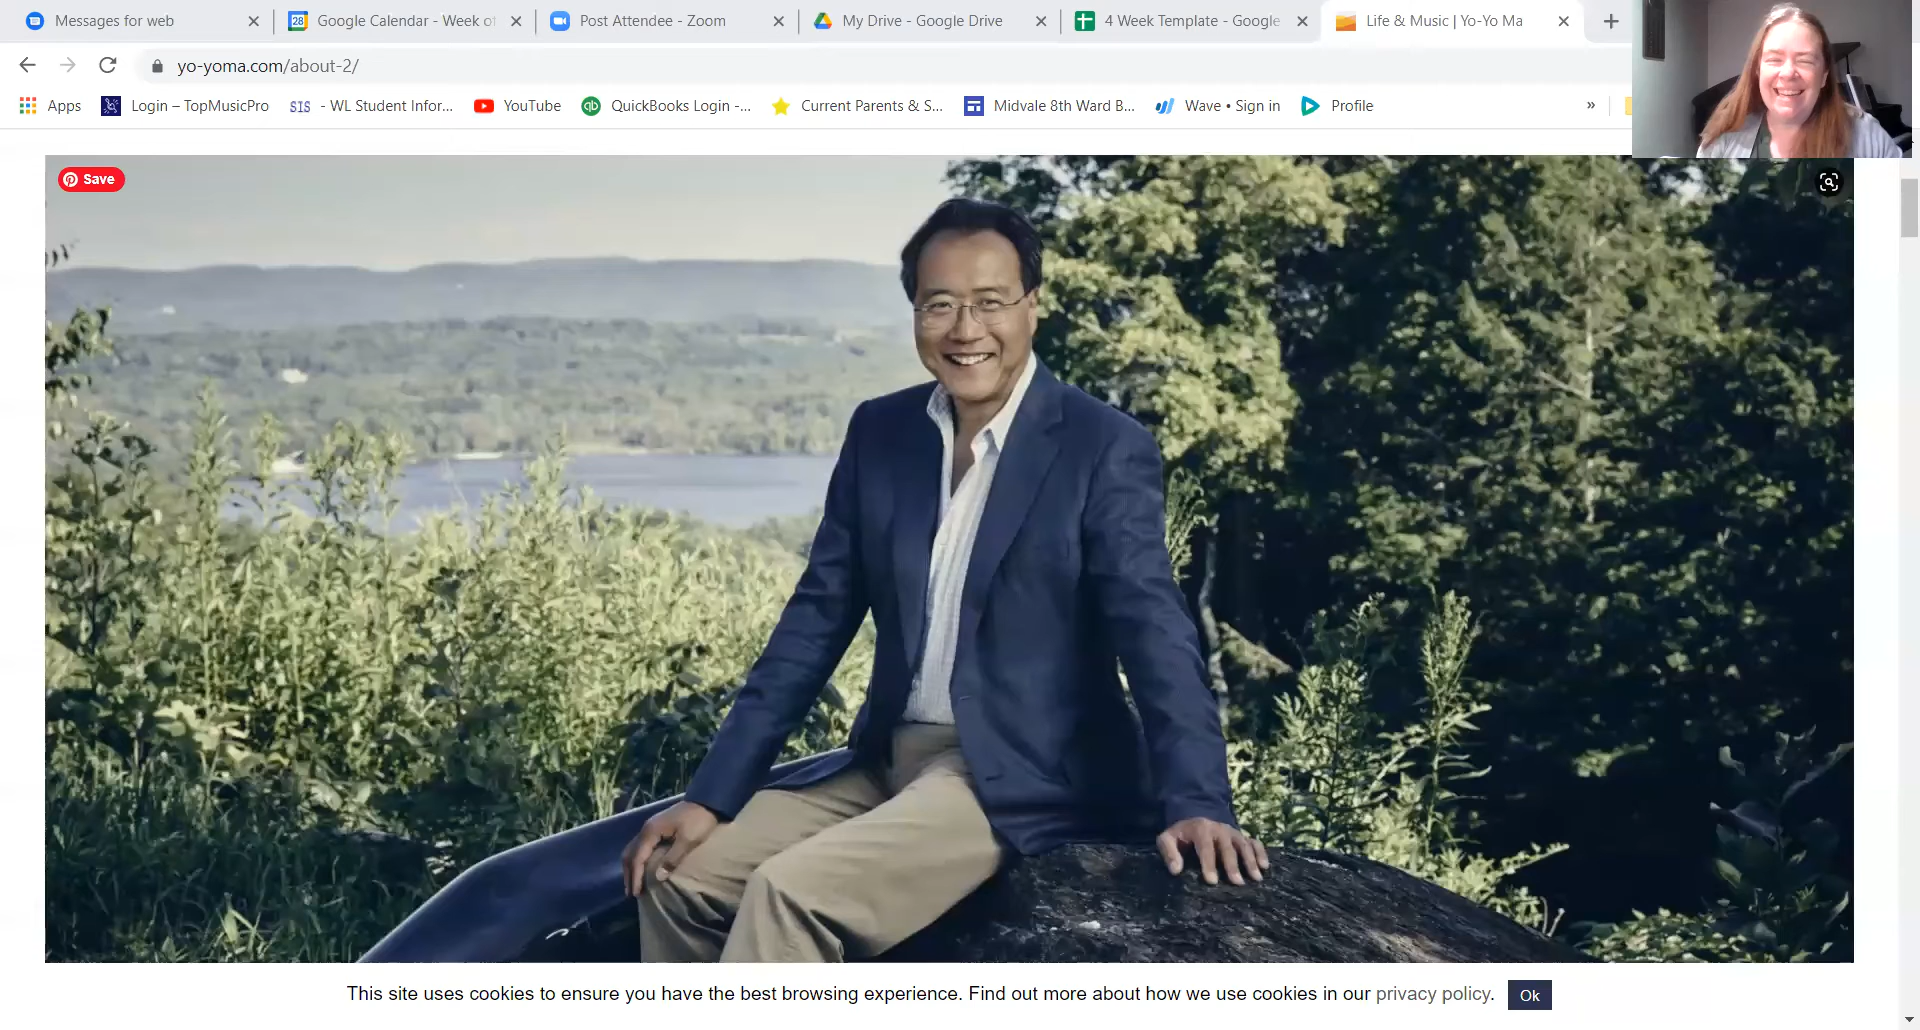 Messages for web
Google Calendar - Week of
Post Attendee - Zoom
My Drive - Google Drive
4 Week Template - Google
Life & Music | Yo-Yo Ma
yo-yoma.com/about-2/
Apps
Login – TopMusicPro
SIS - WL Student Infor...
YouTube
qb QuickBooks Login -...
Current Parents & S...
Midvale 8th Ward B...
Wave • Sign in
Profile
»
28
Save
This site uses cookies to ensure you have the best browsing experience. Find out more about how we use cookies in our privacy policy. Ok